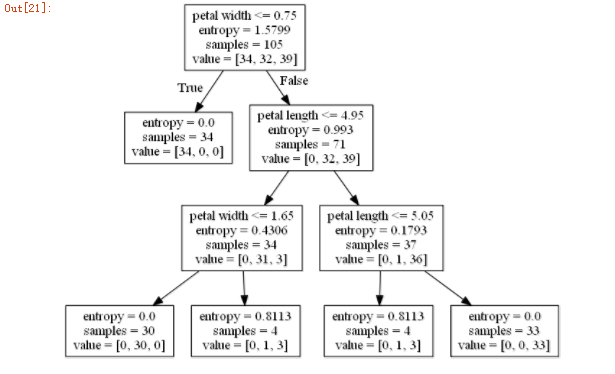 Out[21]:
petal width <= 0.75
entropy = 1.5799
samples = 105
value = [34, 32, 39]
True
False
entropy = 0.0
samples = 34
value = [34, 0, 0]
petal length <= 4.95
entropy = 0.993
samples = 71
value = [0, 32, 39]
petal width <= 1.65
entropy = 0.4306
samples = 34
value = [0, 31, 3]
petal length <= 5.05
entropy = 0.1793
samples = 37
value = [0, 1, 36]
entropy = 0.0
samples = 30
value = [0, 30, 0]
entropy = 0.8113
samples = 4
value = [0, 1, 3]
entropy = 0.8113
samples = 4
value = [0, 1, 3]
entropy = 0.0
samples = 33
value = [0, 0, 33]